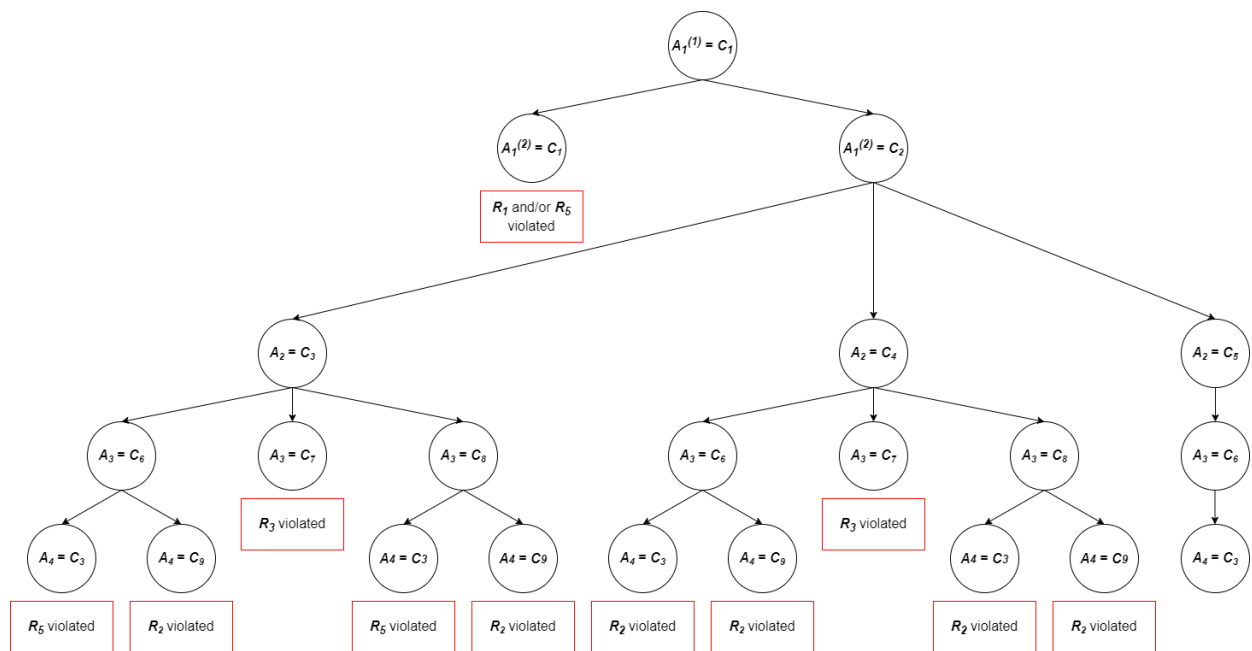 A₁⁽¹⁾ = C₁
A₁⁽²⁾ = C₁
A₁⁽²⁾ = C₂
R₁ and/or R₅
violated
A₂ = C₃
A₂ = C₄
A₂ = C₅
A₃ = C₆
A₃ = C₇
A₃ = C₈
A₃ = C₆
A₃ = C₇
A₃ = C₈
A₃ = C₆
R₃ violated
R₃ violated
A₄ = C₃
A₄ = C₉
A4 = C3
A4 = C9
A₄ = C₃
A₄ = C₉
A4 = C3
A4 = C9
A₄ = C₃
R₅ violated
R₂ violated
R₅ violated
R₂ violated
R₂ violated
R₂ violated
R₂ violated
R₂ violated